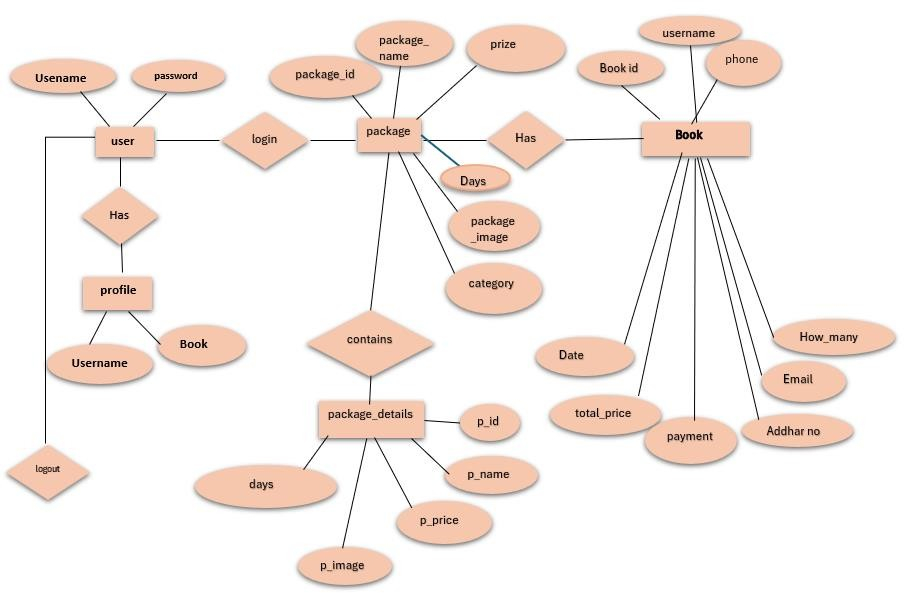 username
package_
name
prize
phone
Book id
package_id
Usename
password
package
Book
user
login
Has
Days
Has
package
_image
category
profile
How_many
contains
Book
Date
Username
Email
package_details
total_price
p_id
Addhar no
payment
logout
p_name
days
p_price
p_image